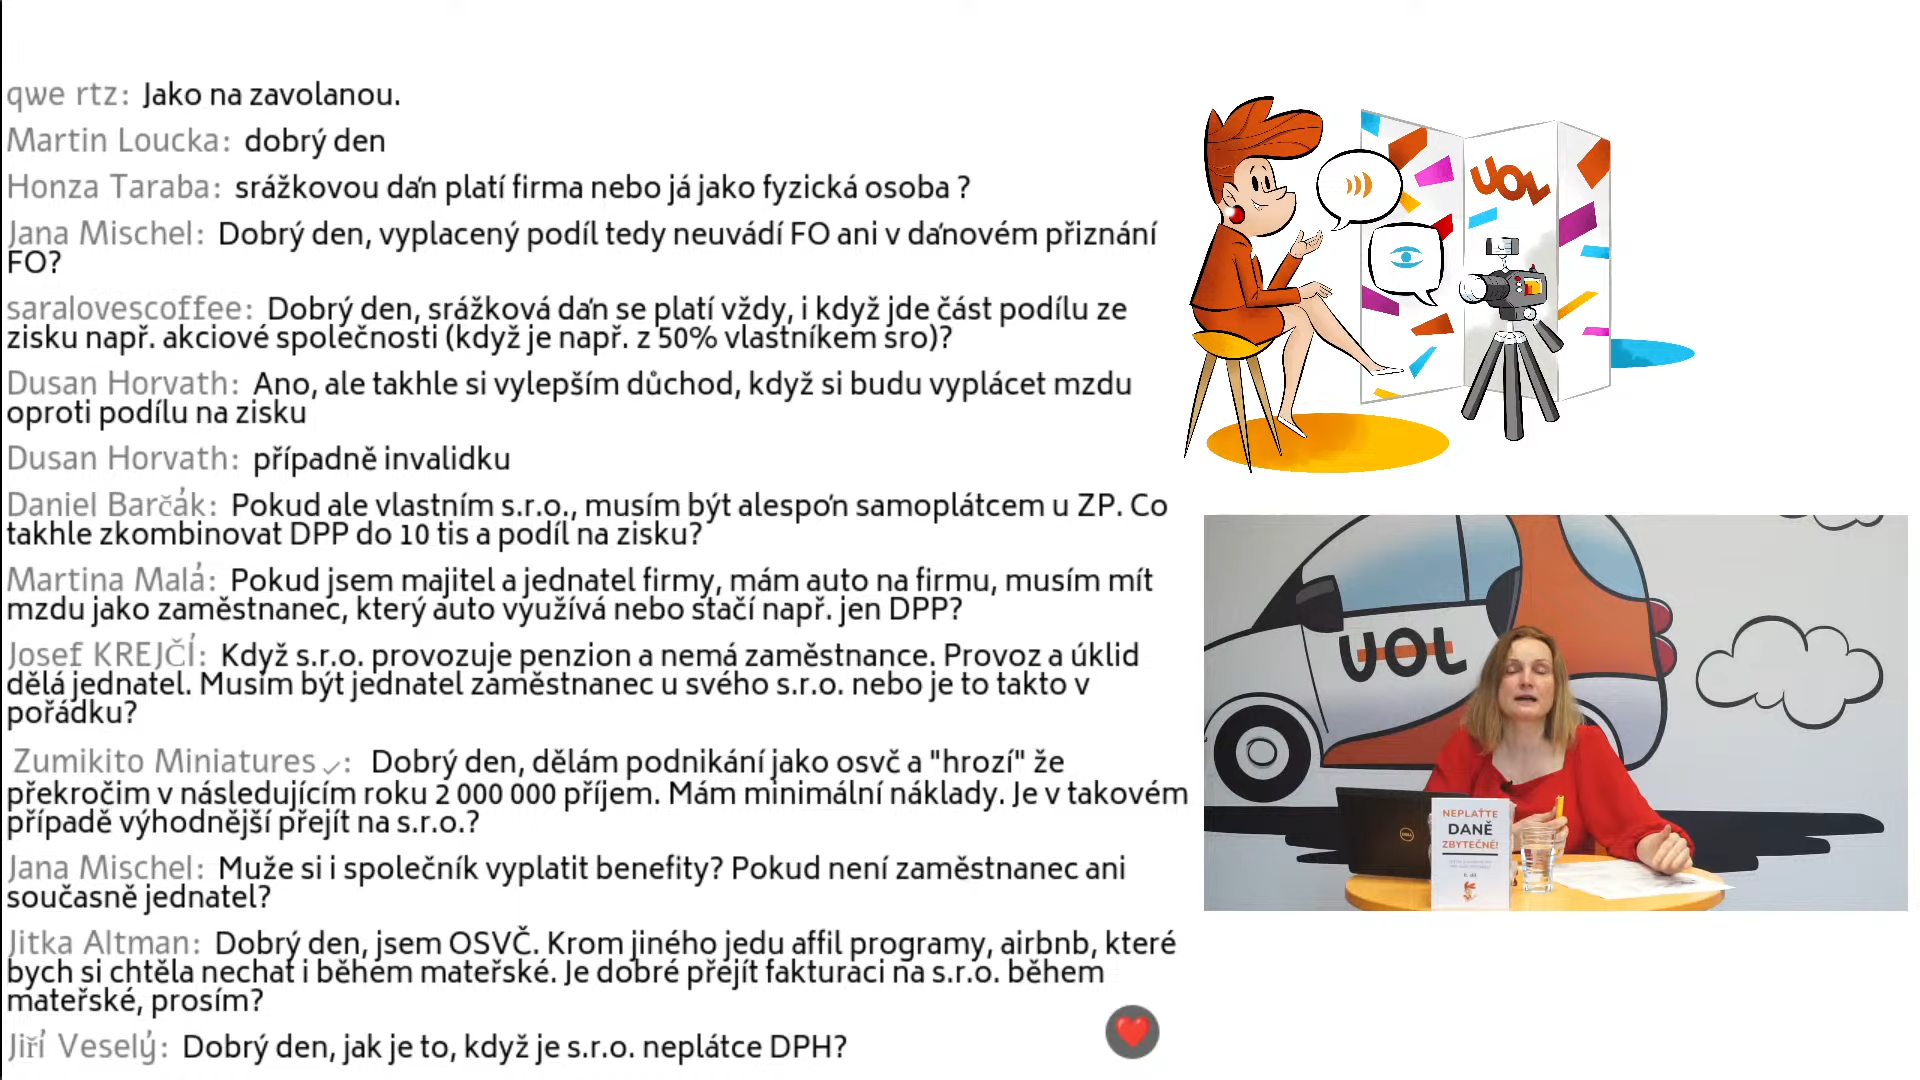 qwe rtz: Jako na zavolanou.
Martin Loucka: dobrý den
Honza Taraba: srážkovou daň platí firma nebo já jako fyzická osoba ?
Jana Mischel: Dobrý den, vyplacený podíl tedy neuvádí FO ani v daňovém přiznání
FO?
saralovescoffee: Dobrý den, srážková daň se platí vždy, i když jde část podílu ze
zisku např. akciové společnosti (když je např. z 50% vlastníkem sro)?
Dusan Horvath: Ano, ale takhle si vylepším důchod, když si budu vyplácet mzdu
oproti podílu na zisku
Dusan Horvath: případně invalidku
Daniel Barčák: Pokud ale vlastním s.r.o., musím být alespoň samoplátcem u ZP. Co
takhle zkombinovat DPP do 10 tis a podíl na zisku?
Martina Malá: Pokud jsem majitel a jednatel firmy, mám auto na firmu, musím mít
mzdu jako zaměstnanec, který auto využívá nebo stačí např. jen DPP?
Josef KREJČÍ: Když s.r.o. provozuje penzion a nemá zaměstnance. Provoz a úklid
dělá jednatel. Musím být jednatel zaměstnanec u svého s.r.o. nebo je to takto v
pořádku?
Zumikito Miniatures ✓: Dobrý den, dělám podnikání jako osvč a "hrozí" že
překročim v následujícím roku 2 000 000 příjem. Mám minimální náklady. Je v takovém
případě výhodnější přejít na s.r.o.?
Jana Mischel: Muže si i společník vyplatit benefity? Pokud není zaměstnanec ani
současně jednatel?
Jitka Altman: Dobrý den, jsem OSVČ. Krom jiného jedu affil programy, airbnb, které
bych si chtěla nechat i během mateřské. Je dobré přejít fakturaci na s.r.o. během
mateřské, prosím?
Jiří Veselý: Dobrý den, jak je to, když je s.r.o. neplátce DPH?
UOL
UOL
DELL
NEPLAŤTE
DANĚ
ZBYTEČNĚ!